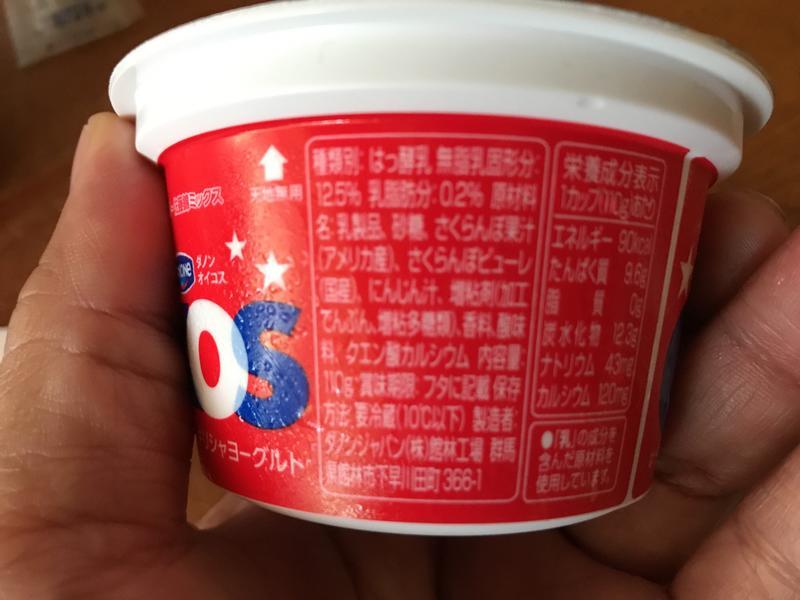 天地無用
ミックス
ダノン
オイコス
OS
シャヨーグルト
種類別: はっ酵乳 無脂乳固形分:
12.5% 乳脂肪分: 0.2% 原材料
名: 乳製品、砂糖、さくらんぼ果汁
(アメリカ産)、さくらんぼピューレ
(国産)、にんじん汁、増粘剤(加工
でんぷん、増粘多糖類)、香料、酸味
料、クエン酸カルシウム 内容量:
110g 賞味期限: フタに記載 保存
方法: 要冷蔵(10℃以下) 製造者:
ダノンジャパン(株)館林工場 群馬
県館林市下早川田町 366-1
栄養成分表示
1カップ(110g)あたり
エネルギー 90kcal
たんぱく質 9.6g
脂質 0g
炭水化物 12.3g
ナトリウム 43mg
カルシウム 120mg
●「乳」の成分を
含んだ原材料を
使用しています。